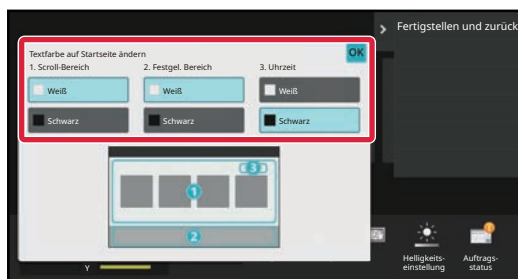 Fertigstellen und zurück
Textfarbe auf Startseite ändern
OK
1. Scroll-Bereich
2. Festgel. Bereich
3. Uhrzeit
Weiß
Weiß
Weiß
Schwarz
Schwarz
Schwarz
3
1
2
Helligkeits-
einstellung
Auftrags-
status
Y